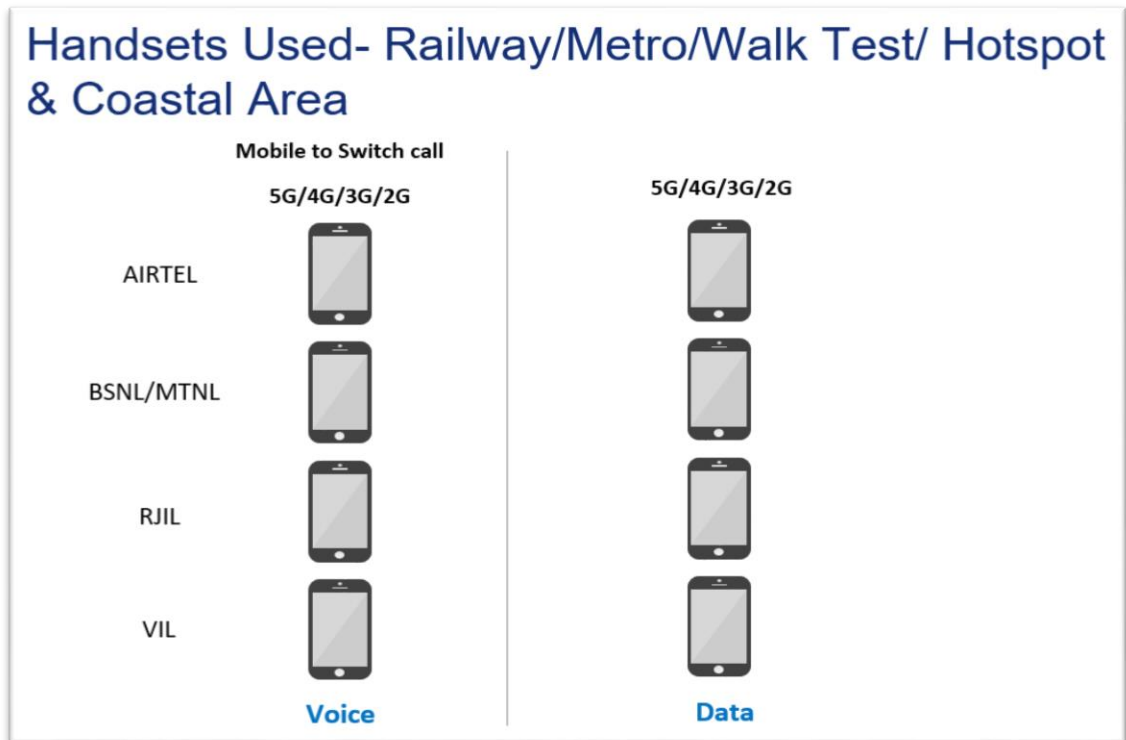 Handsets Used- Railway/Metro/Walk Test/ Hotspot
& Coastal Area
Mobile to Switch call
5G/4G/3G/2G
5G/4G/3G/2G
AIRTEL
BSNL/MTNL
RJIL
VIL
Voice
Data